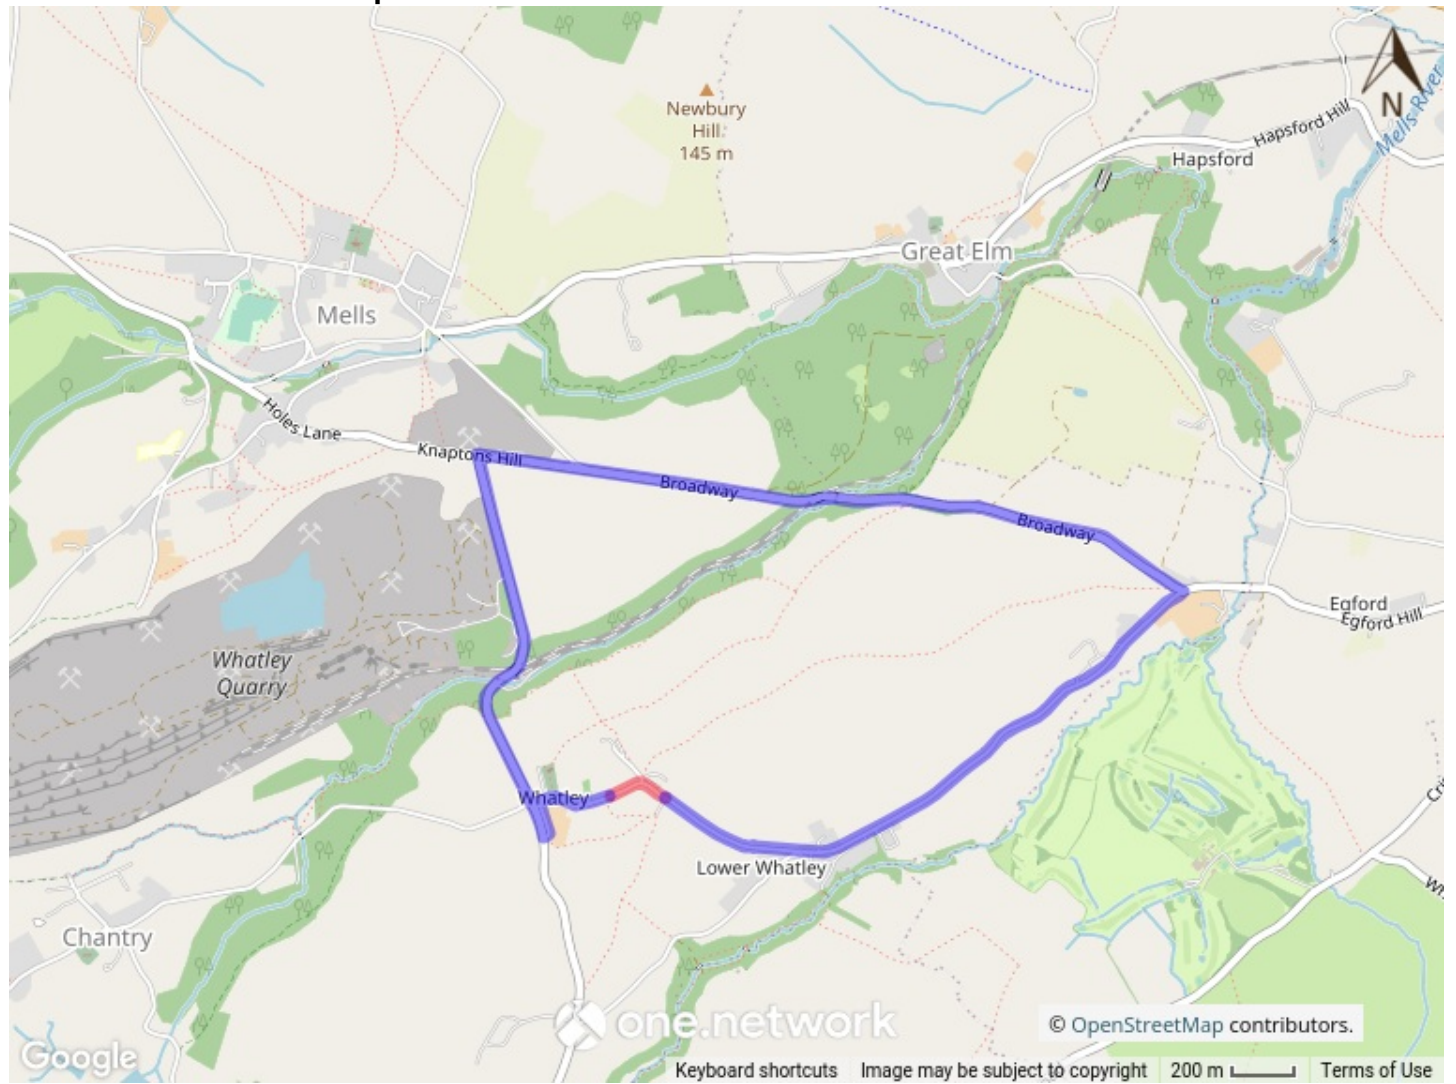 Newbury
Hill
145 m
N
Mells River
Hapsford Hill
Hapsford
Great Elm
Mells
Holes Lane
Knaptons Hill
Broadway
Broadway
Egford
Egford Hill
Whatley
Quarry
Whatley
Lower Whatley
Chantry
one.network
© OpenStreetMap contributors.
Google
Keyboard shortcuts
Image may be subject to copyright
200 m
Terms of Use